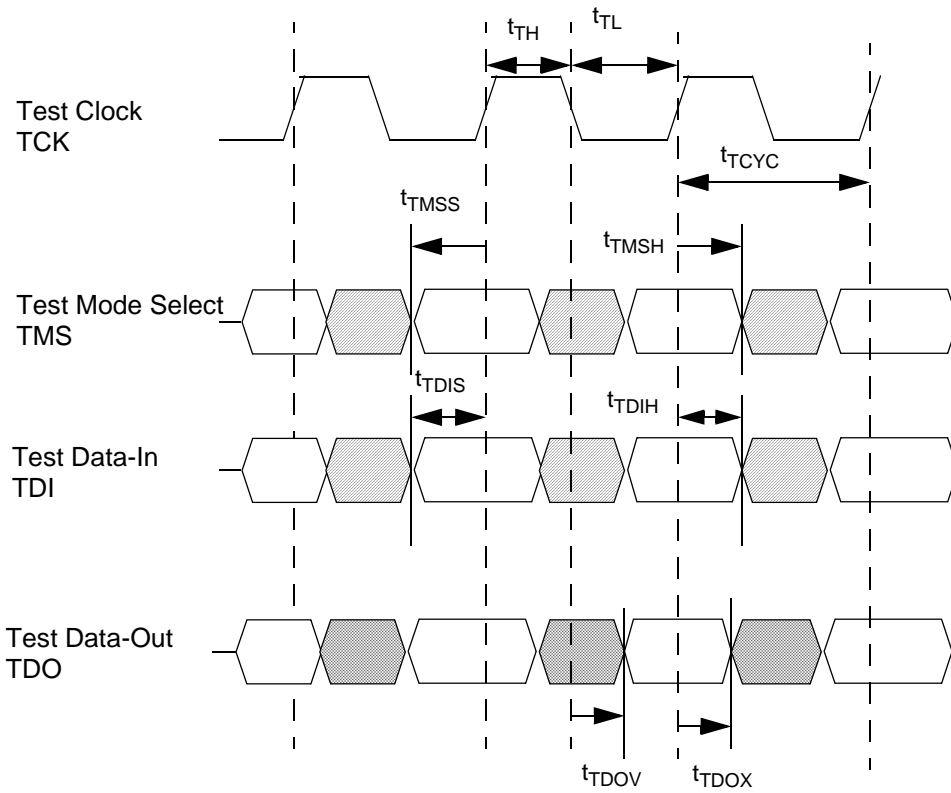 tTH
tTL
Test Clock
TCK
tTCYC
tTMSS
tTMSH
Test Mode Select
TMS
tTDIS
tTDIH
Test Data-In
TDI
Test Data-Out
TDO
tTDOV
tTDOX